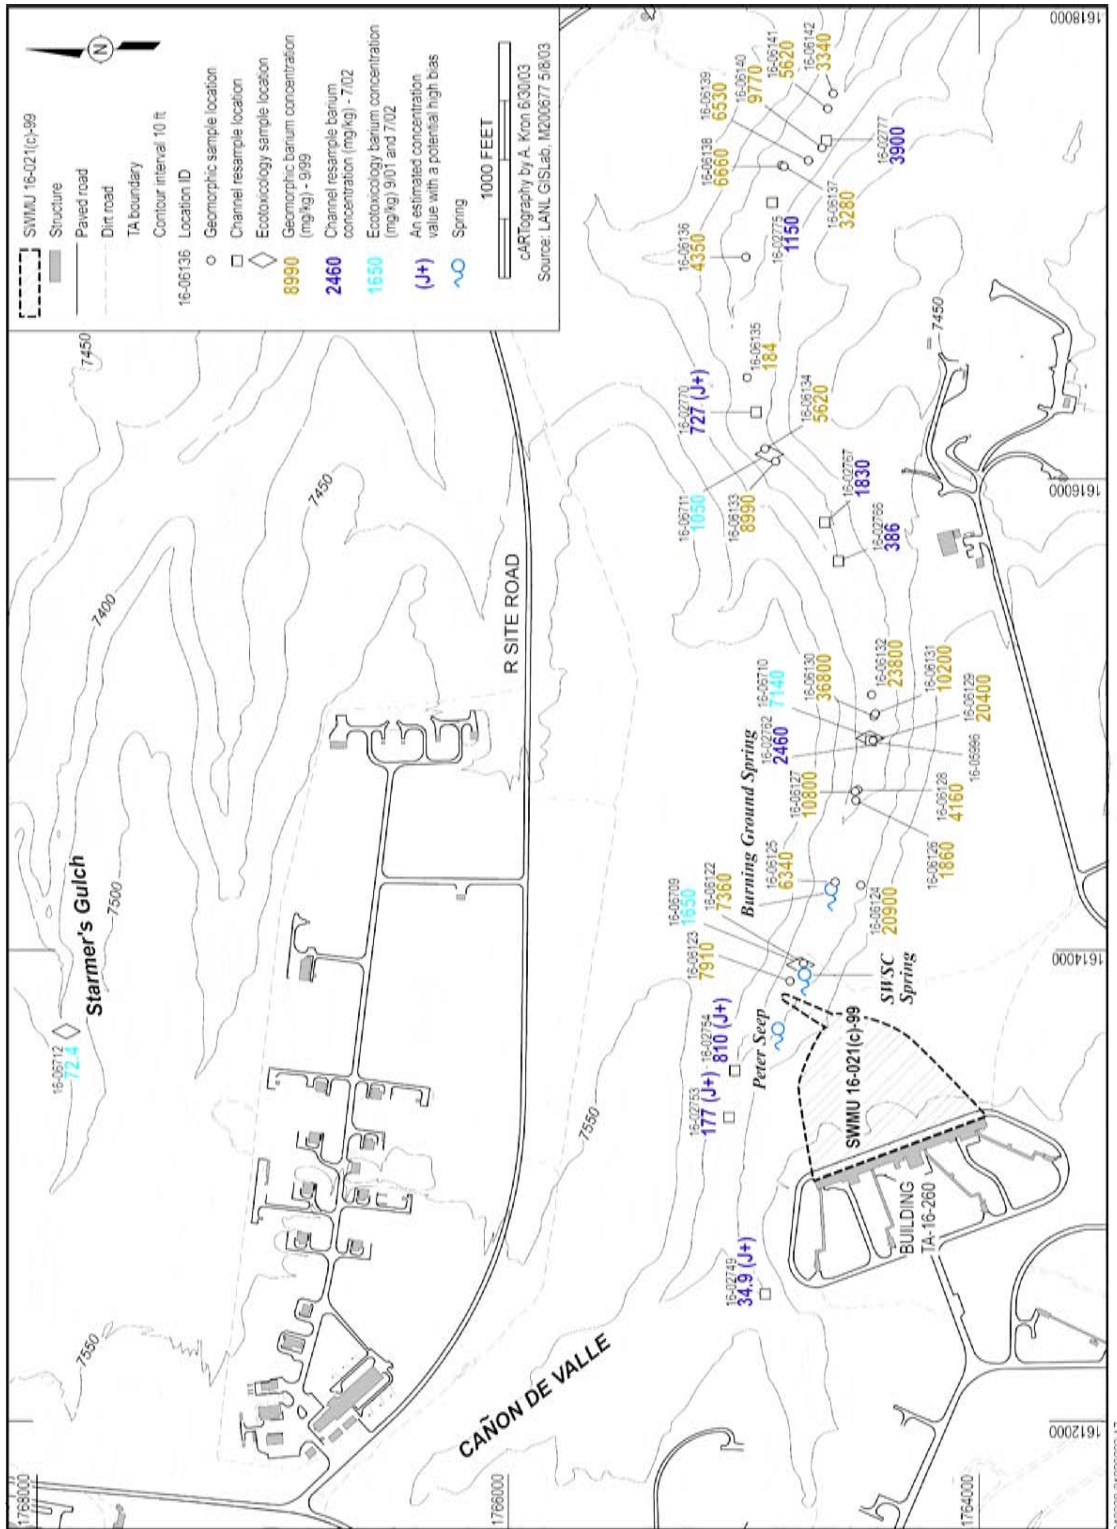 SWMU 16-021(c)-99
Structure
Paved road
Dirt road
TA boundary
Contour interval 10 ft
16-06136 Location ID
Geomorphic sample location
Channel resample location
Ecotoxicology sample location
8990 Geomorphic barium concentration
(mg/kg) - 9/99
2460 Channel resample barium
concentration (mg/kg) - 7/02
1650 Ecotoxicology barium concentration
(mg/kg) 9/01 and 7/02
(J+) An estimated concentration
value with a potential high bias
Spring
N
1000 FEET
cARTography by A. Kron 6/30/03
Source: LANL GISLab, M200677 5/8/03
1768000
1766000
1764000
1612000
1614000
1616000
1618000
7550
7500
7400
7450
7450
7550
7450
Starmer's Gulch
16-06712
72.4
R SITE ROAD
CAÑON DE VALLE
BUILDING
TA-16-260
SWMU 16-021(c)-99
Peter Seep
SWSC
Spring
Burning Ground Spring
16-02749
34.9 (J+)
16-02753
177 (J+)
16-02754
810 (J+)
16-06123
7910
16-06709
1650
16-06122
7360
16-06125
6340
16-06124
20900
16-06127
10800
16-06126
1860
16-06128
4160
16-02762
2460
16-06710
7140
16-05996
16-06129
20400
16-06130
36800
16-06131
10200
16-06132
23800
16-02766
386
16-02767
1830
16-06711
1050
16-06133
8990
16-06134
5620
16-02770
727 (J+)
16-06135
184
16-06136
4350
16-02775
1150
16-06137
3280
16-06138
6660
16-06139
6530
16-06140
9770
16-02777
3900
16-06141
5620
16-06142
3340